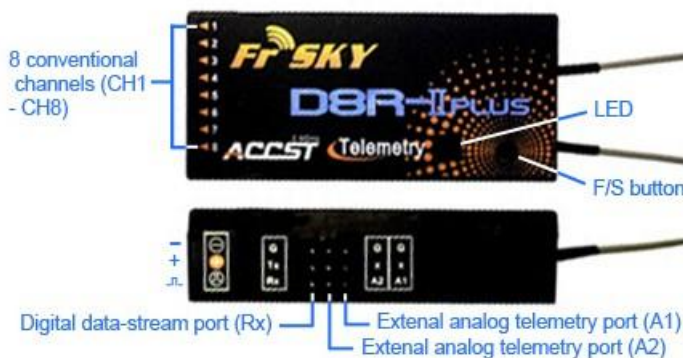 8 conventional
channels (CH1
- CH8)
1
2
3
4
5
6
7
8
FrSKY
D8R-II PLUS
ACCST Telemetry
LED
F/S button
−
+
G
Tx
Rx
G
x
A2
G
x
A1
Digital data-stream port (Rx)
Extenal analog telemetry port (A1)
Extenal analog telemetry port (A2)